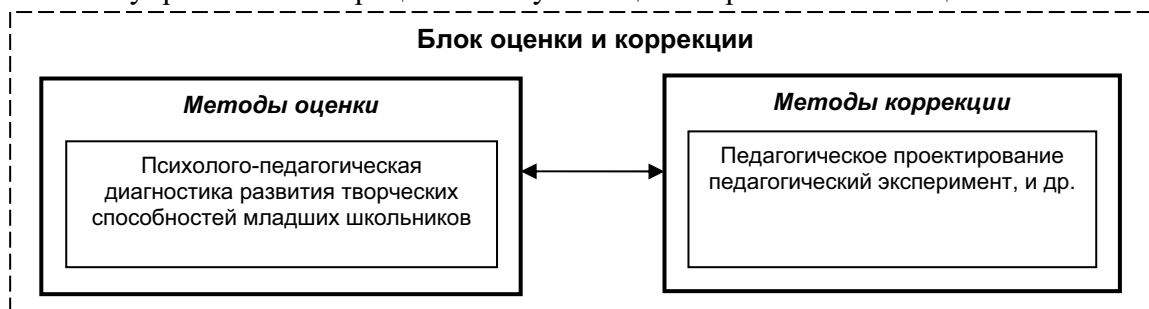 Блок оценки и коррекции
Методы оценки
Психолого-педагогическая
диагностика развития творческих
способностей младших школьников
Методы коррекции
Педагогическое проектирование
педагогический эксперимент, и др.